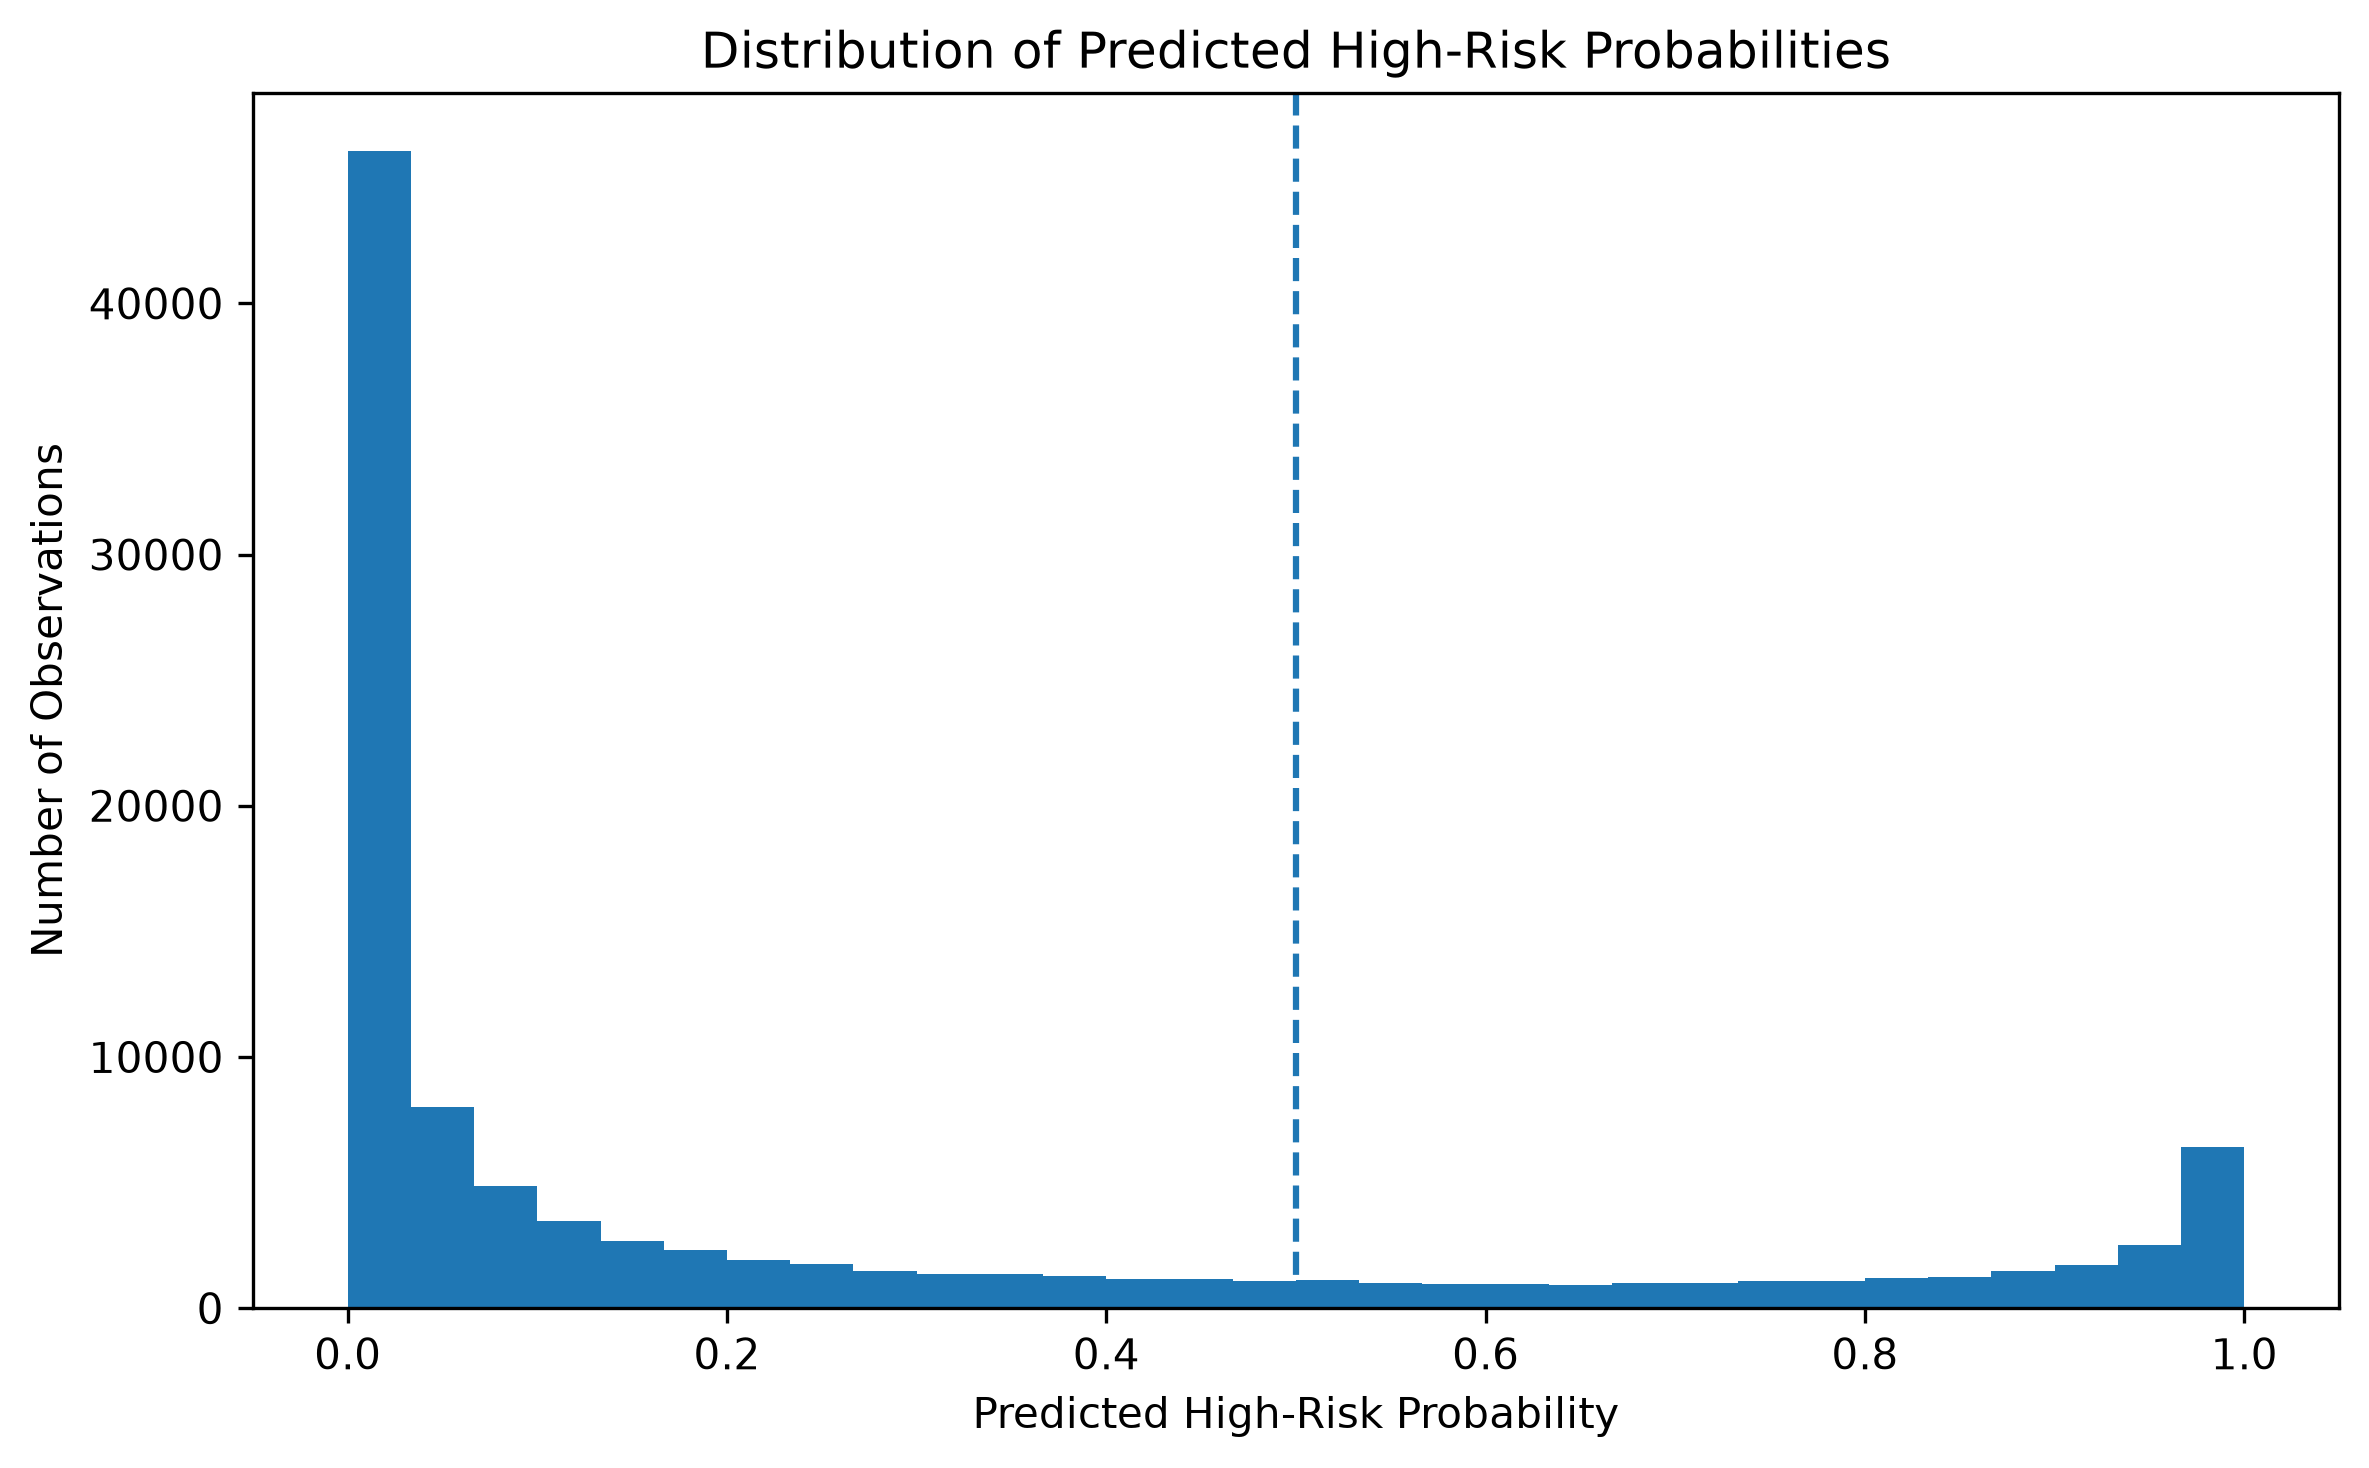 Distribution of Predicted High-Risk Probabilities
Number of Observations
40000
30000
20000
10000
0
0.0 0.2 0.4 0.6 0.8 1.0
Predicted High-Risk Probability